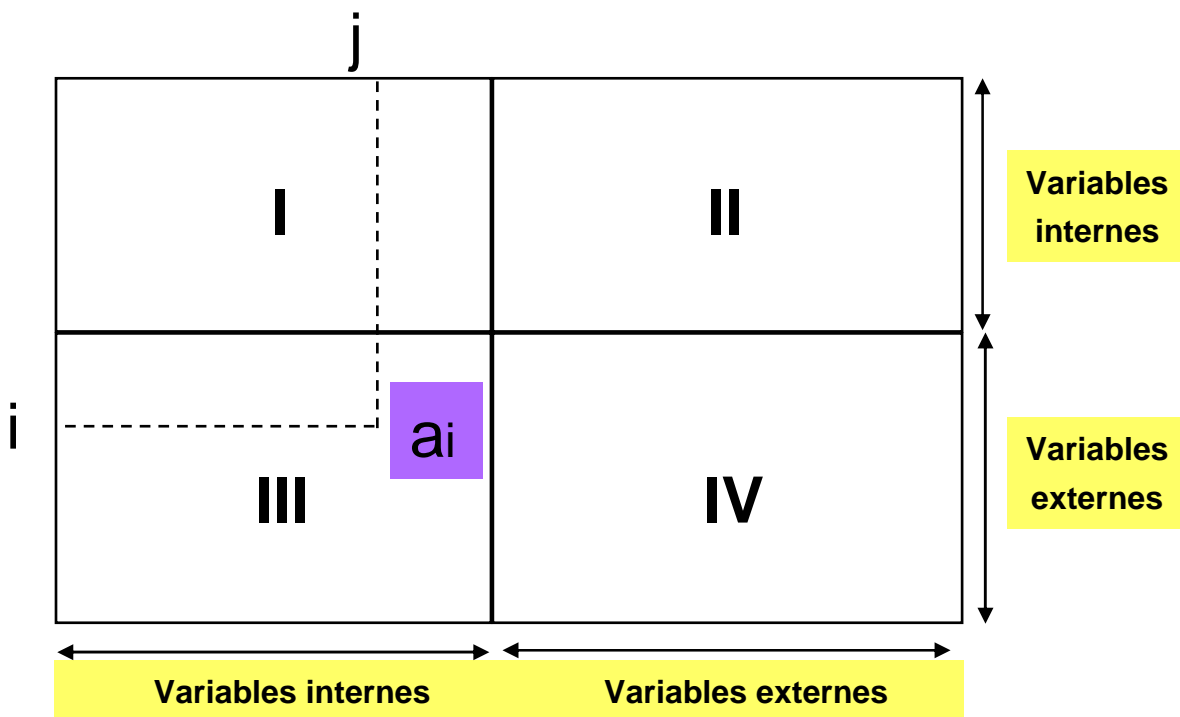 j
I
II
Variables
internes
i
ai
III
IV
Variables
externes
Variables internes
Variables externes